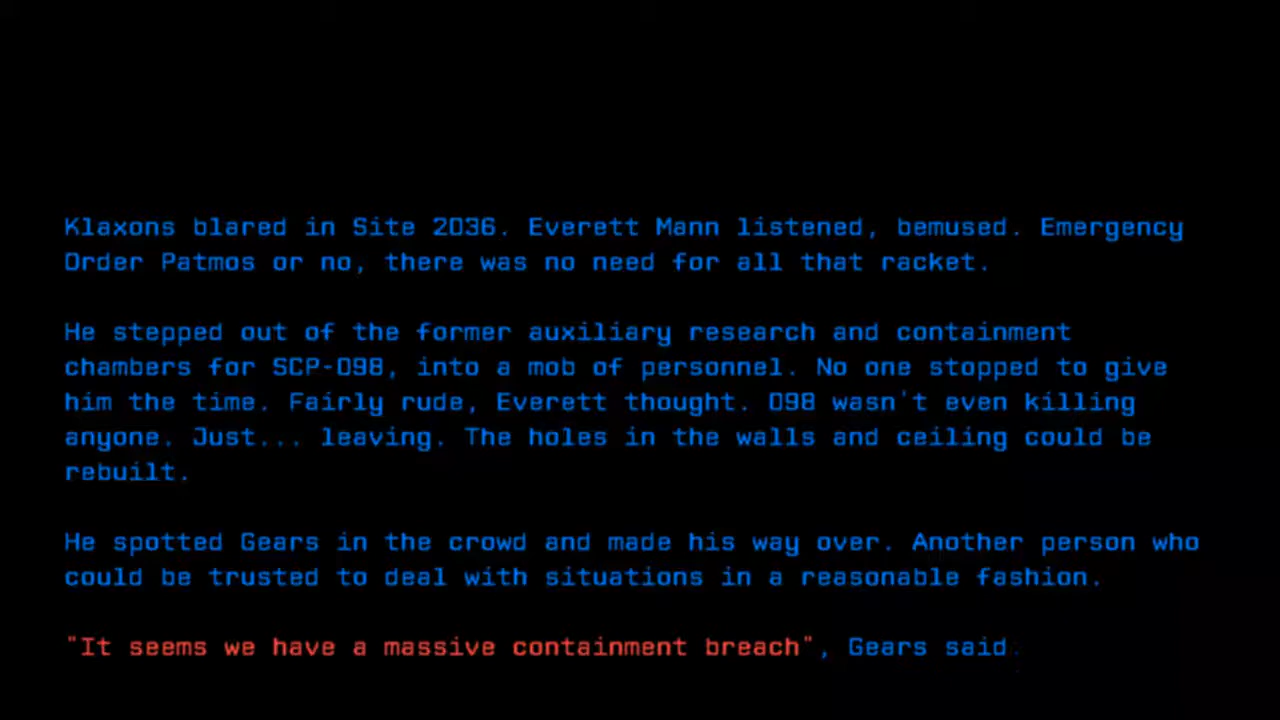 Klaxons blared in Site 2036. Everett Mann listened, bemused. Emergency
Order Patmos or no, there was no need for all that racket.
He stepped out of the former auxiliary research and containment
chambers for SCP-098, into a mob of personnel. No one stopped to give
him the time. Fairly rude, Everett thought. 098 wasn't even killing
anyone. Just... leaving. The holes in the walls and ceiling could be
rebuilt.
He spotted Gears in the crowd and made his way over. Another person who
could be trusted to deal with situations in a reasonable fashion.
"It seems we have a massive containment breach", Gears said.